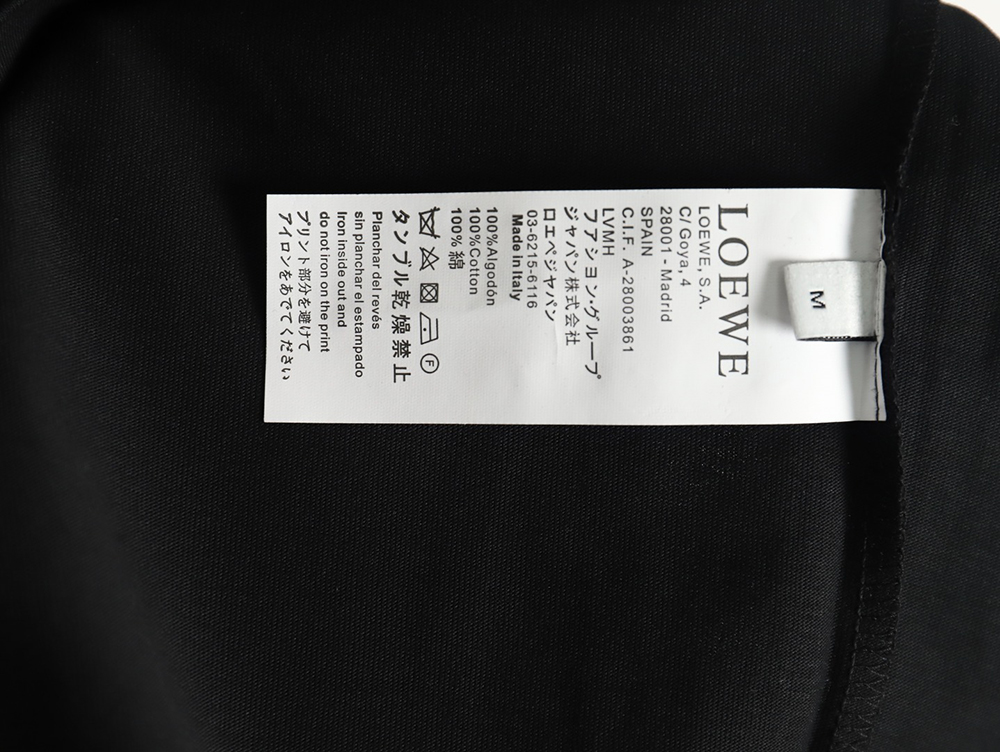 M
LOEWE
LOEWE, S.A.
C/Goya, 4
28001 - Madrid
SPAIN
C.I.F. A-28003861
LVMH
フアシヨン・グループ
ジャパン株式会社
ロエベジャパン
03-6215-6116
Made in Italy
100%Algodón
100%Cotton
100% 綿
F
タンブル乾燥禁止
Planchar del revés
sin planchar el estampado
Iron inside out and
do not iron on the print
プリント部分を避けて
アイロンをあでてください